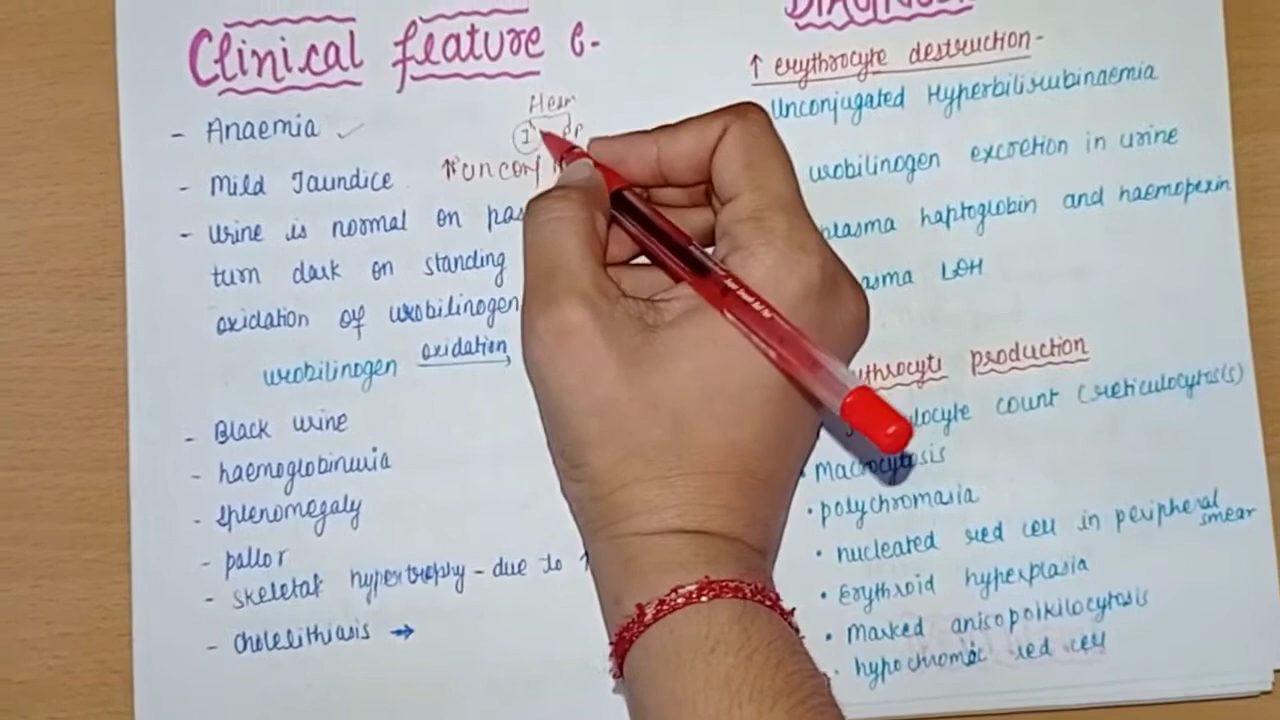 Clinical feature :-
- Anaemia ✓
- Mild Jaundice
- Urine is normal on
turn dark on standing
oxidation of urobilinogen
urobilinogen oxidation
- Black urine
- haemoglobinuria
- splenomegaly
- pallor
- skeletal hypertrophy - due to ↑
- cholelithiasis →
Hem
I
↑ unconj
↑ erythrocyte destruction -
Unconjugated Hyperbilirubinaemia
urobilinogen excretion in urine
plasma haptoglobin and haemopexin
LDH
production
count (reticulocytosis)
• Macrocytosis
• polychromasia
• nucleated red cell in peripheral smear
• Erythroid hyperplasia
• Marked anisopoikilocytosis
• hypochromic red cell